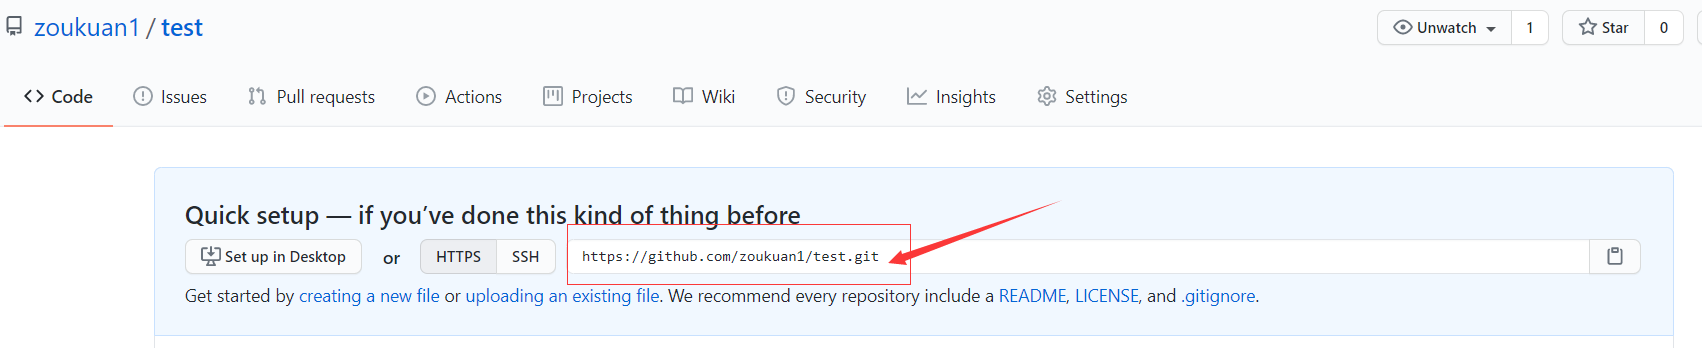 zoukuan1 / test
Unwatch 1 Star 0
Code Issues Pull requests Actions Projects Wiki Security Insights Settings
Quick setup — if you’ve done this kind of thing before
Set up in Desktop or HTTPS SSH https://github.com/zoukuan1/test.git
Get started by creating a new file or uploading an existing file. We recommend every repository include a README, LICENSE, and .gitignore.